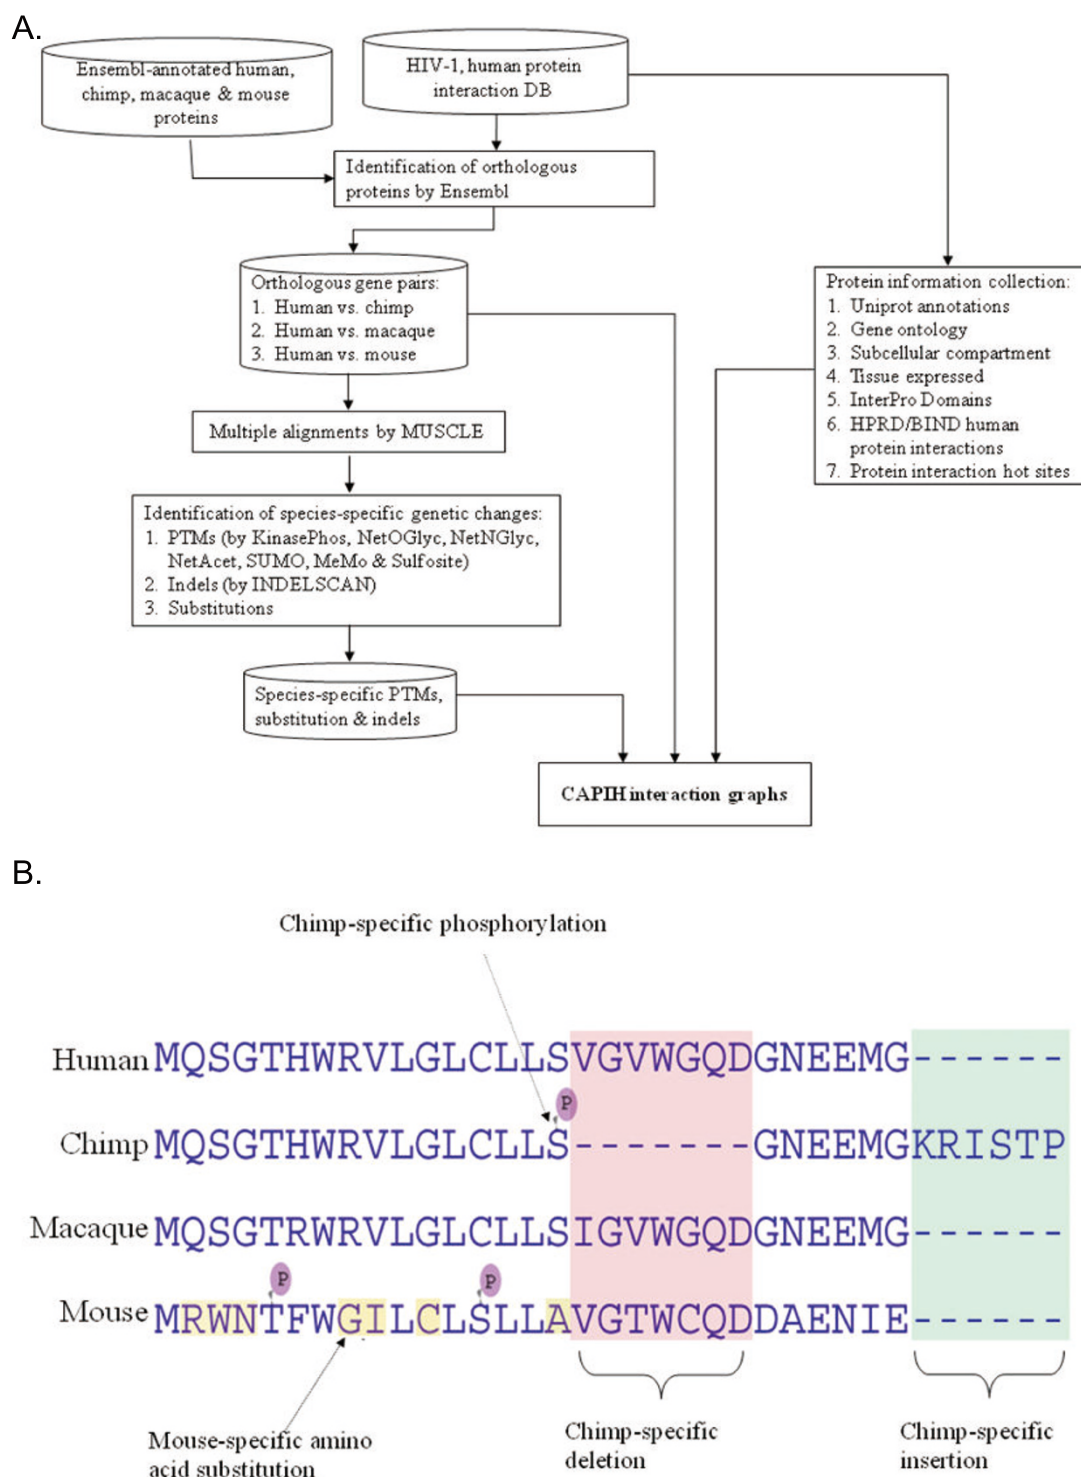 A.
Ensembl-annotated human,
chimp, macaque & mouse
proteins
HIV-1, human protein
interaction DB
Identification of orthologous
proteins by Ensembl
Orthologous gene pairs:
1. Human vs. chimp
2. Human vs. macaque
3. Human vs. mouse
Protein information collection:
1. Uniprot annotations
2. Gene ontology
3. Subcellular compartment
4. Tissue expressed
5. InterPro Domains
6. HPRD/BIND human
protein interactions
7. Protein interaction hot sites
Multiple alignments by MUSCLE
Identification of species-specific genetic changes:
1. PTMs (by KinasePhos, NetOGlyc, NetNGlyc,
NetAcet, SUMO, MeMo & Sulfosite)
2. Indels (by INDELSCAN)
3. Substitutions
Species-specific PTMs,
substitution & indels
CAPIH interaction graphs
B.
Chimp-specific phosphorylation
Human MQSGTHWRVLGLCLLSVGVWGQDGNEEMG------
P
Chimp MQSGTHWRVLGLCLLS-------GNEEMGKRISTP
Macaque MQSGTRWRVLGLCLLSIGVWGQDGNEEMG------
P P
Mouse MRWNTFWGILCLSLLAVGTWCQDDAENIE------
Mouse-specific amino
acid substitution
Chimp-specific
deletion
Chimp-specific
insertion